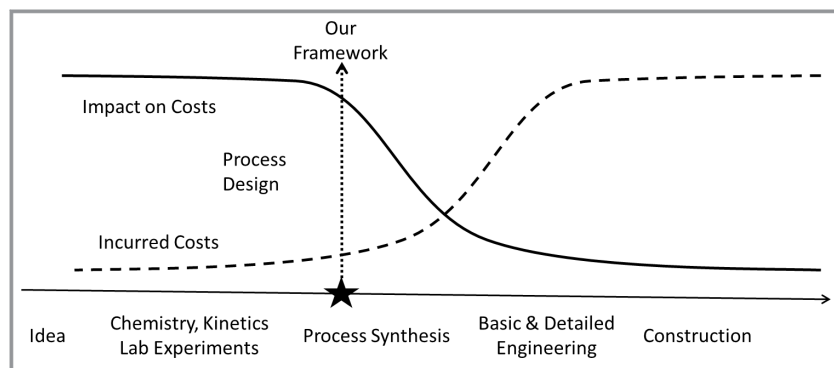 Our
Framework
Impact on Costs
Process
Design
Incurred Costs
Idea
Chemistry, Kinetics
Lab Experiments
Process Synthesis
Basic & Detailed
Engineering
Construction